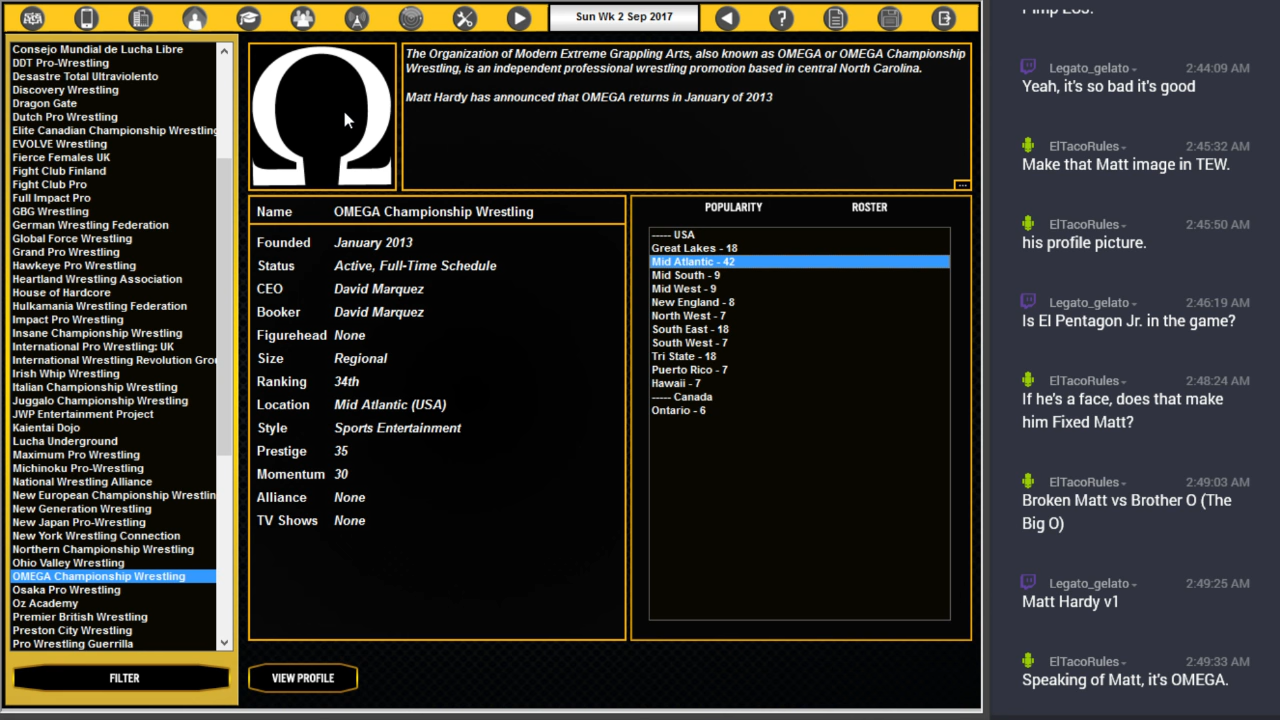 Sun Wk 2 Sep 2017
Consejo Mundial de Lucha Libre
DDT Pro-Wrestling
Desastre Total Ultraviolento
Discovery Wrestling
Dragon Gate
Dutch Pro Wrestling
Elite Canadian Championship Wrestling
EVOLVE Wrestling
Fierce Females UK
Fight Club Finland
Fight Club Pro
Full Impact Pro
GBG Wrestling
German Wrestling Federation
Global Force Wrestling
Grand Pro Wrestling
Hawkeye Pro Wrestling
Heartland Wrestling Association
House of Hardcore
Hulkamania Wrestling Federation
Impact Pro Wrestling
Insane Championship Wrestling
International Pro Wrestling: UK
International Wrestling Revolution Grou
Irish Whip Wrestling
Italian Championship Wrestling
Juggalo Championship Wrestling
JWP Entertainment Project
Kaientai Dojo
Lucha Underground
Maximum Pro Wrestling
Michinoku Pro-Wrestling
National Wrestling Alliance
New European Championship Wrestlin
New Generation Wrestling
New Japan Pro-Wrestling
New York Wrestling Connection
Northern Championship Wrestling
Ohio Valley Wrestling
OMEGA Championship Wrestling
Osaka Pro Wrestling
Oz Academy
Premier British Wrestling
Preston City Wrestling
Pro Wrestling Guerrilla
FILTER
The Organization of Modern Extreme Grappling Arts, also known as OMEGA or OMEGA Championship
Wrestling, is an independent professional wrestling promotion based in central North Carolina.
Matt Hardy has announced that OMEGA returns in January of 2013
...
Name OMEGA Championship Wrestling
Founded January 2013
Status Active, Full-Time Schedule
CEO David Marquez
Booker David Marquez
Figurehead None
Size Regional
Ranking 34th
Location Mid Atlantic (USA)
Style Sports Entertainment
Prestige 35
Momentum 30
Alliance None
TV Shows None
VIEW PROFILE
POPULARITY ROSTER
----- USA
Great Lakes - 18
Mid Atlantic - 42
Mid South - 9
Mid West - 9
New England - 8
North West - 7
South East - 18
South West - 7
Tri State - 18
Puerto Rico - 7
Hawaii - 7
----- Canada
Ontario - 6
Legato_gelato 2:44:09 AM
Yeah, it's so bad it's good
ElTacoRules 2:45:32 AM
Make that Matt image in TEW.
ElTacoRules 2:45:50 AM
his profile picture.
Legato_gelato 2:46:19 AM
Is El Pentagon Jr. in the game?
ElTacoRules 2:48:24 AM
If he's a face, does that make
him Fixed Matt?
ElTacoRules 2:49:03 AM
Broken Matt vs Brother O (The
Big O)
Legato_gelato 2:49:25 AM
Matt Hardy v1
ElTacoRules 2:49:33 AM
Speaking of Matt, it's OMEGA.